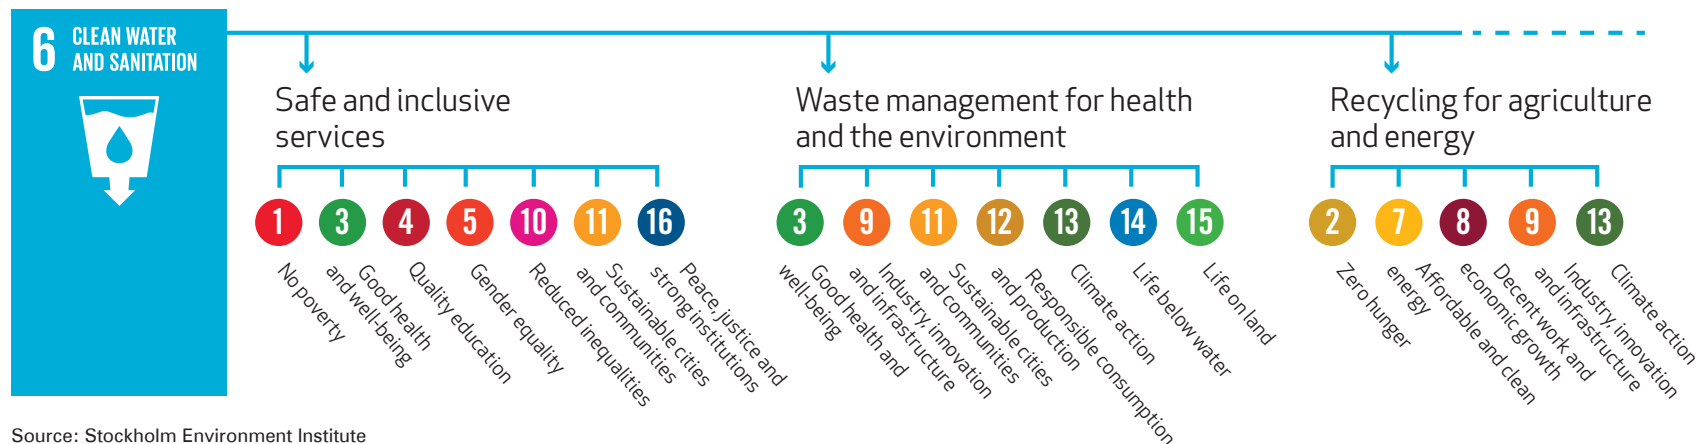 6
CLEAN WATER
AND SANITATION
Safe and inclusive
services
1
3
4
5
10
11
16
No poverty
Good health
and well-being
Quality education
Gender equality
Reduced inequalities
Sustainable cities
and communities
Peace, justice and
strong institutions
Waste management for health
and the environment
3
9
11
12
13
14
15
Good health and
well-being
Industry, innovation
and infrastructure
Sustainable cities
and communities
Responsible consumption
and production
Climate action
Life below water
Life on land
Recycling for agriculture
and energy
2
7
8
9
13
Zero hunger
Affordable and clean
energy
Decent work and
economic growth
Industry, innovation
and infrastructure
Climate action
Source: Stockholm Environment Institute